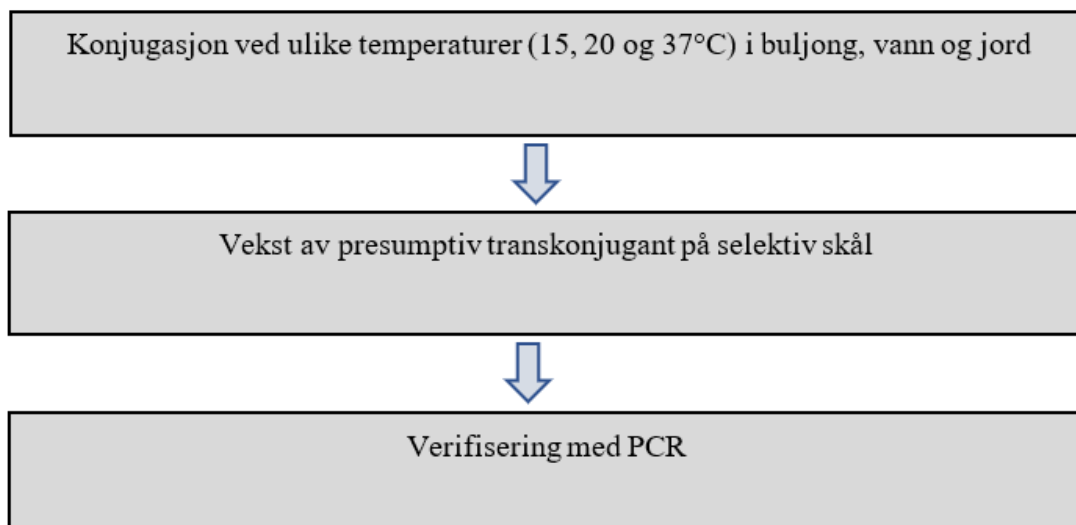 Konjugasjon ved ulike temperaturer (15, 20 og 37°C) i buljong, vann og jord
Vekst av presumptiv transkonjugant på selektiv skål
Verifisering med PCR